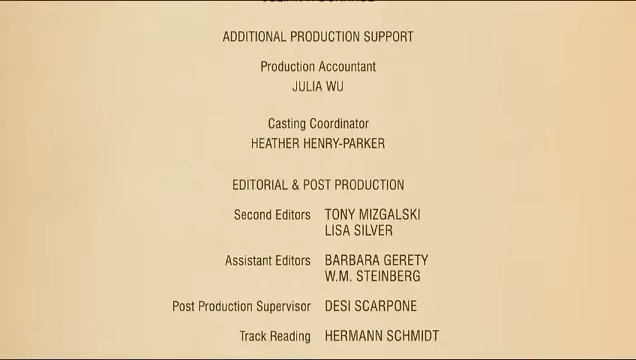 ADDITIONAL PRODUCTION SUPPORT
Production Accountant
JULIA WU
Casting Coordinator
HEATHER HENRY-PARKER
EDITORIAL & POST PRODUCTION
Second Editors TONY MIZGALSKI
LISA SILVER
Assistant Editors BARBARA GERETY
W.M. STEINBERG
Post Production Supervisor DESI SCARPONE
Track Reading HERMANN SCHMIDT